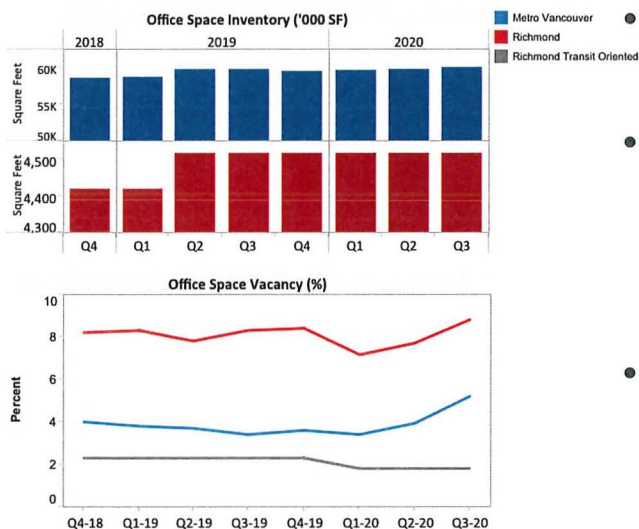 Office Space Inventory ('000 SF)
Metro Vancouver
Richmond
Richmond Transit Oriented
2018 2019 2020
Square Feet
60K
55K
50K
Square Feet
4,500
4,400
4,300
Q4 Q1 Q2 Q3 Q4 Q1 Q2 Q3
Office Space Vacancy (%)
Percent
10
8
6
4
2
0
Q4-18 Q1-19 Q2-19 Q3-19 Q4-19 Q1-20 Q2-20 Q3-20